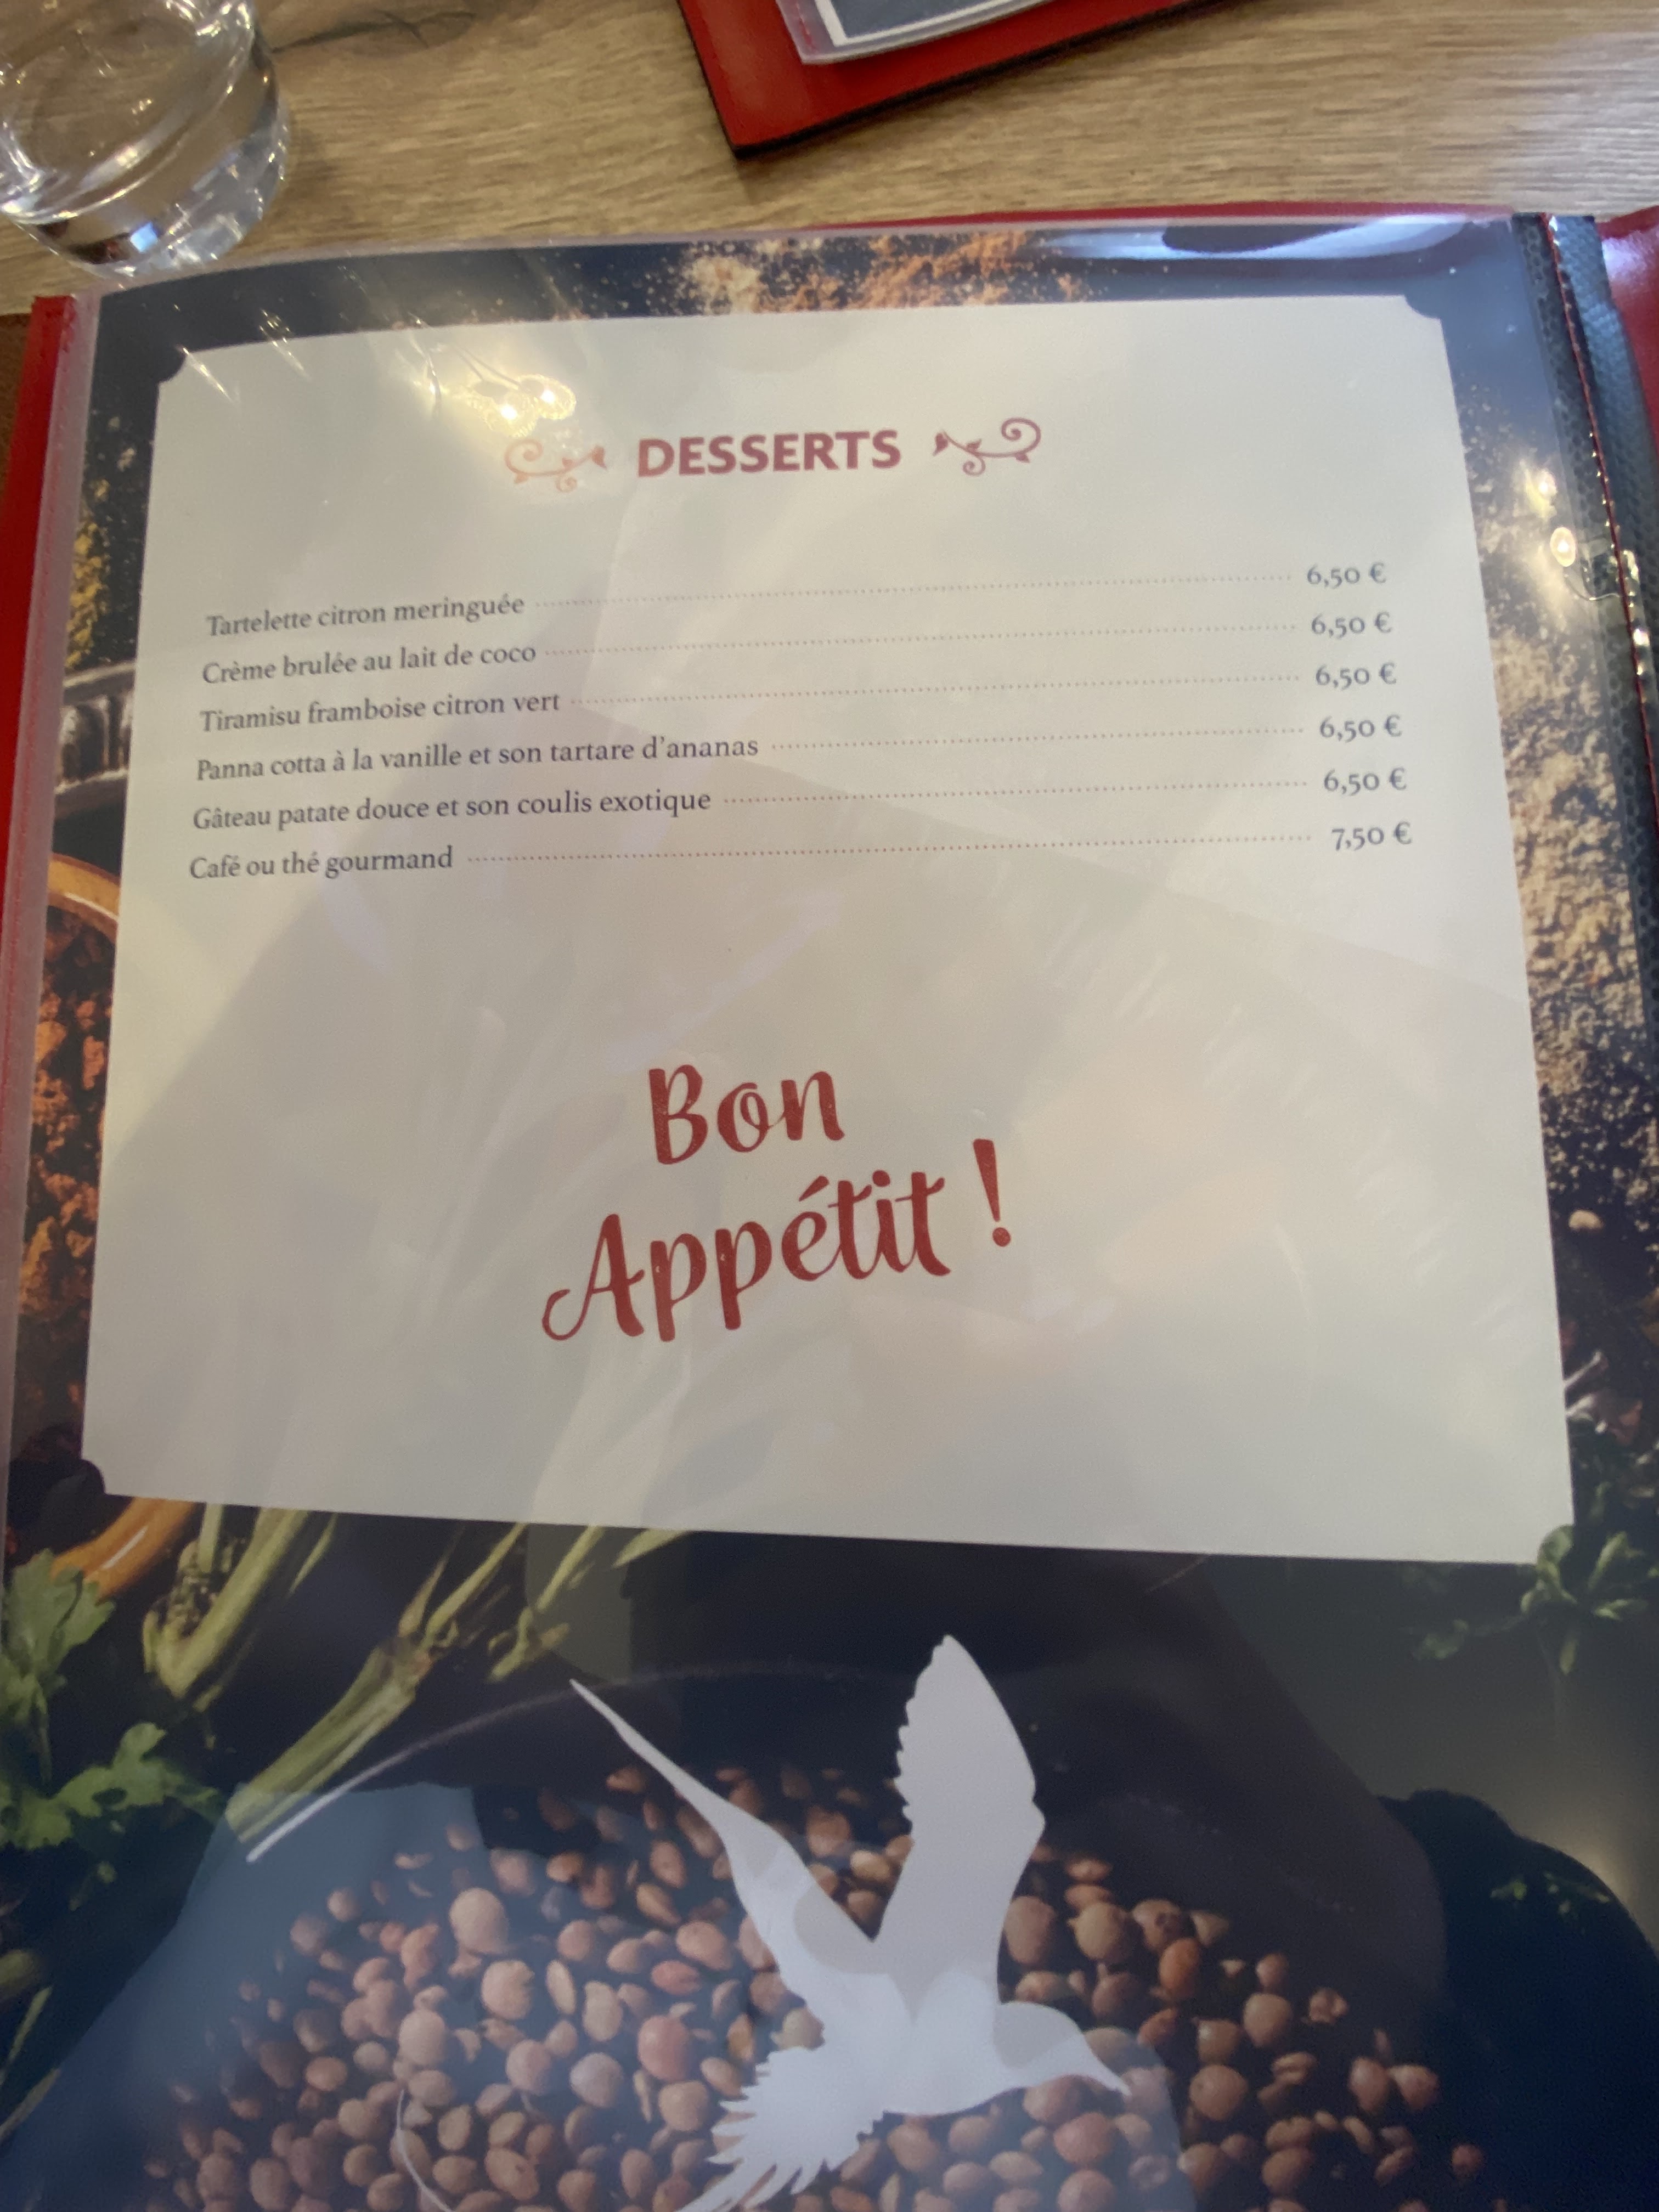 DESSERTS
Tartelette citron meringuée 6,50 €
Crème brulée au lait de coco 6,50 €
Tiramisu framboise citron vert 6,50 €
Panna cotta à la vanille et son tartare d'ananas 6,50 €
Gâteau patate douce et son coulis exotique 6,50 €
Café ou thé gourmand 7,50 €
Bon
Appétit !